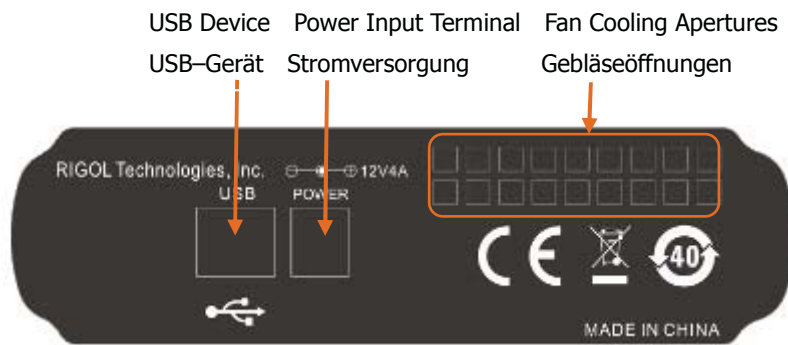 USB Device Power Input Terminal Fan Cooling Apertures
USB–Gerät Stromversorgung Gebläseöffnungen
RIGOL Technologies, Inc. 12V4A
USB POWER
CE 40
MADE IN CHINA